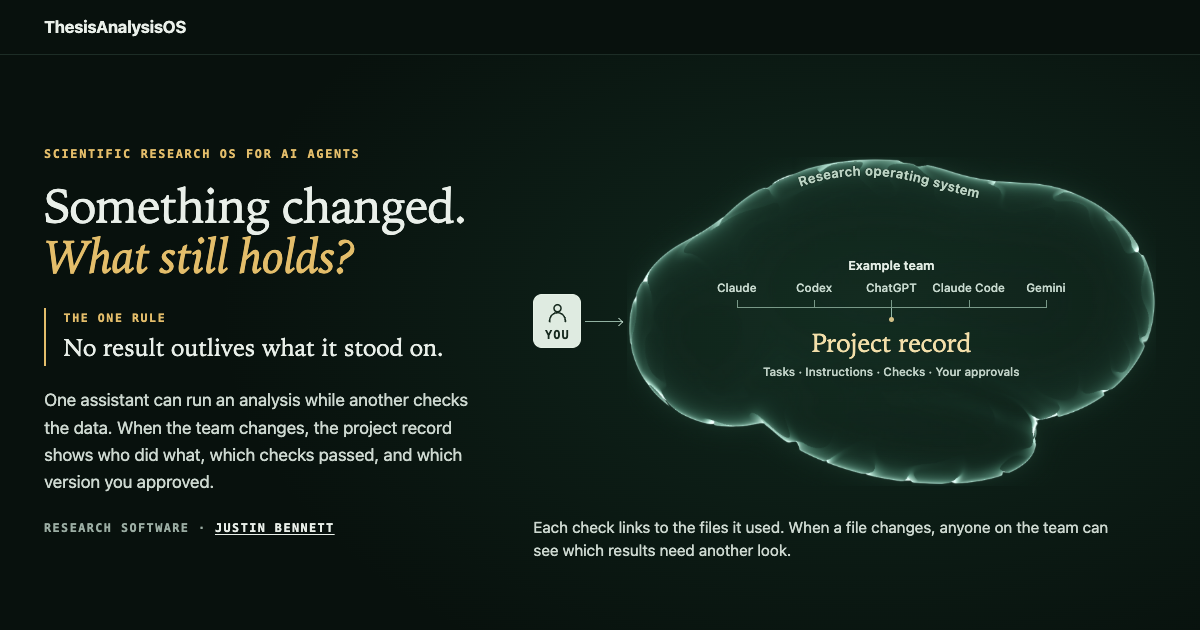 ThesisAnalysisOS
SCIENTIFIC RESEARCH OS FOR AI AGENTS
Something changed.
What still holds?
THE ONE RULE
No result outlives what it stood on.
One assistant can run an analysis while another checks
the data. When the team changes, the project record
shows who did what, which checks passed, and which
version you approved.
RESEARCH SOFTWARE · JUSTIN BENNETT
YOU
Research operating system
Example team
Claude Codex ChatGPT Claude Code Gemini
Project record
Tasks · Instructions · Checks · Your approvals
Each check links to the files it used. When a file changes, anyone on the team can
see which results need another look.